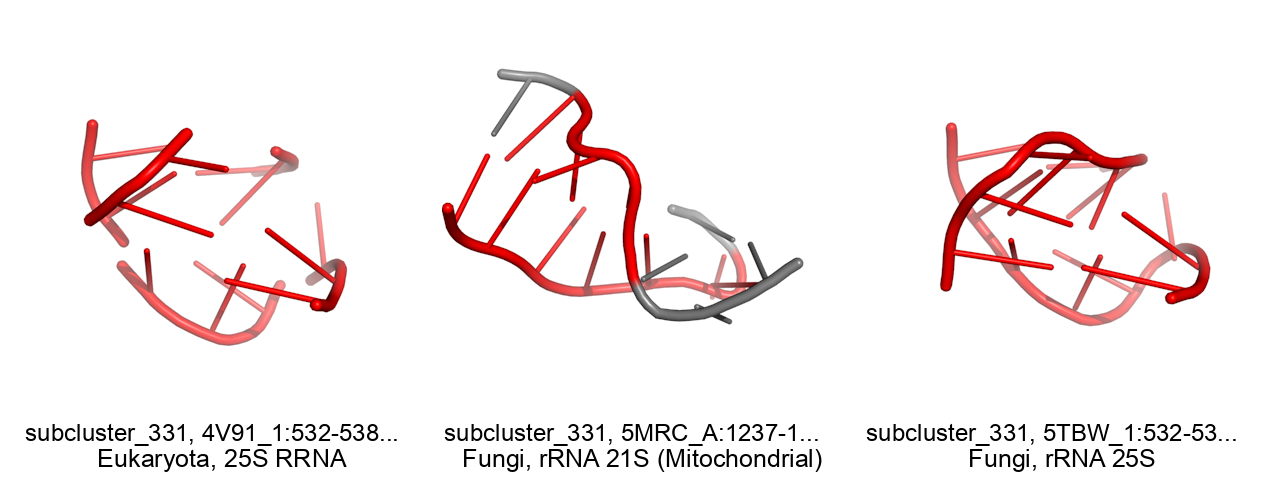 subcluster_331, 4V91_1:532-538...
Eukaryota, 25S RRNA
subcluster_331, 5MRC_A:1237-1...
Fungi, rRNA 21S (Mitochondrial)
subcluster_331, 5TBW_1:532-53...
Fungi, rRNA 25S